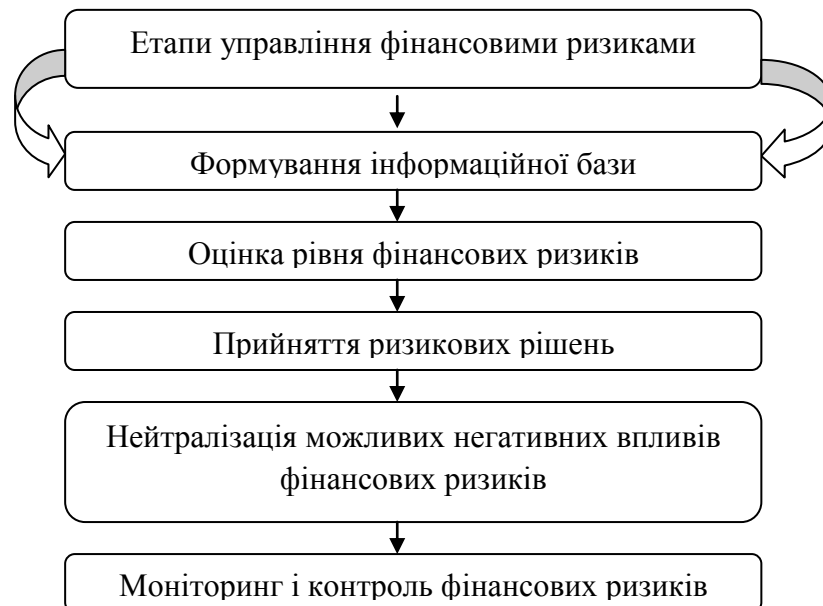 Етапи управління фінансовими ризиками
Формування інформаційної бази
Оцінка рівня фінансових ризиків
Прийняття ризикових рішень
Нейтралізація можливих негативних впливів
фінансових ризиків
Моніторинг і контроль фінансових ризиків